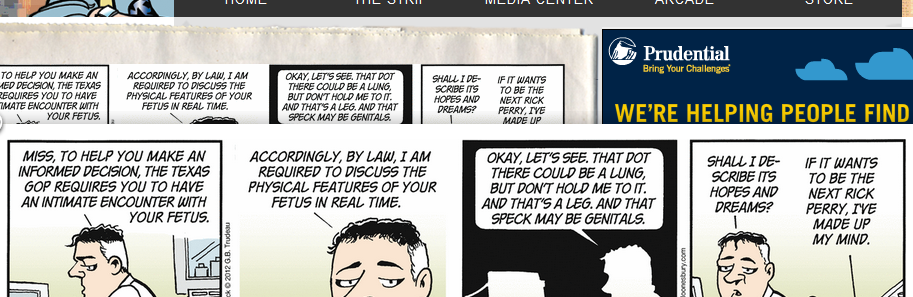 HOME THE STRIP MEDIA CENTER ARCADE STORE
TO HELP YOU MAKE AN
MED DECISION, THE TEXAS
REQUIRES YOU TO HAVE
TIMATE ENCOUNTER WITH
YOUR FETUS.
ACCORDINGLY, BY LAW, I AM
REQUIRED TO DISCUSS THE
PHYSICAL FEATURES OF YOUR
FETUS IN REAL TIME.
OKAY, LET'S SEE. THAT DOT
THERE COULD BE A LUNG,
BUT DON'T HOLD ME TO IT.
AND THAT'S A LEG. AND THAT
SPECK MAY BE GENITALS.
SHALL I DE-
SCRIBE ITS
HOPES AND
DREAMS?
IF IT WANTS
TO BE THE
NEXT RICK
PERRY, I'VE
MADE UP
Prudential
Bring Your Challenges
WE'RE HELPING PEOPLE FIND
MISS, TO HELP YOU MAKE AN
INFORMED DECISION, THE TEXAS
GOP REQUIRES YOU TO HAVE
AN INTIMATE ENCOUNTER WITH
YOUR FETUS.
ck © 2012 G.B. Trudeau
ACCORDINGLY, BY LAW, I AM
REQUIRED TO DISCUSS THE
PHYSICAL FEATURES OF YOUR
FETUS IN REAL TIME.
OKAY, LET'S SEE. THAT DOT
THERE COULD BE A LUNG,
BUT DON'T HOLD ME TO IT.
AND THAT'S A LEG. AND THAT
SPECK MAY BE GENITALS.
oonesbury.com
SHALL I DE-
SCRIBE ITS
HOPES AND
DREAMS?
IF IT WANTS
TO BE THE
NEXT RICK
PERRY, I'VE
MADE UP
MY MIND.